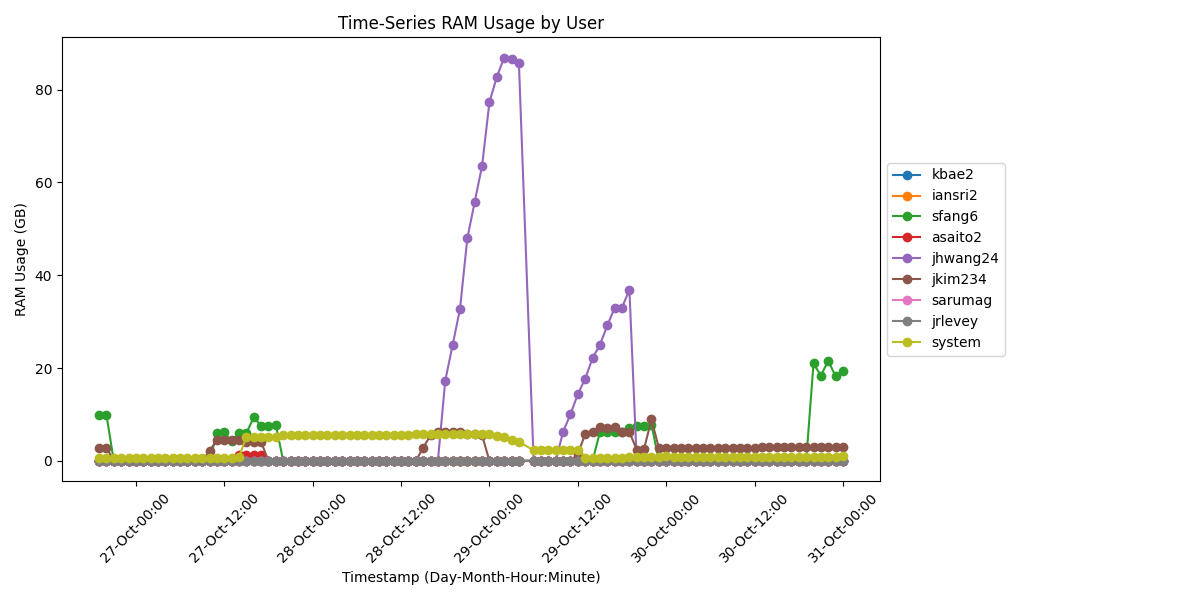 Time-Series RAM Usage by User
80
60
40
20
0
RAM Usage (GB)
27-Oct-00:00
27-Oct-12:00
28-Oct-00:00
28-Oct-12:00
29-Oct-00:00
29-Oct-12:00
30-Oct-00:00
30-Oct-12:00
31-Oct-00:00
Timestamp (Day-Month-Hour:Minute)
kbae2
iansri2
sfang6
asaito2
jhwang24
jkim234
sarumag
jrlevey
system